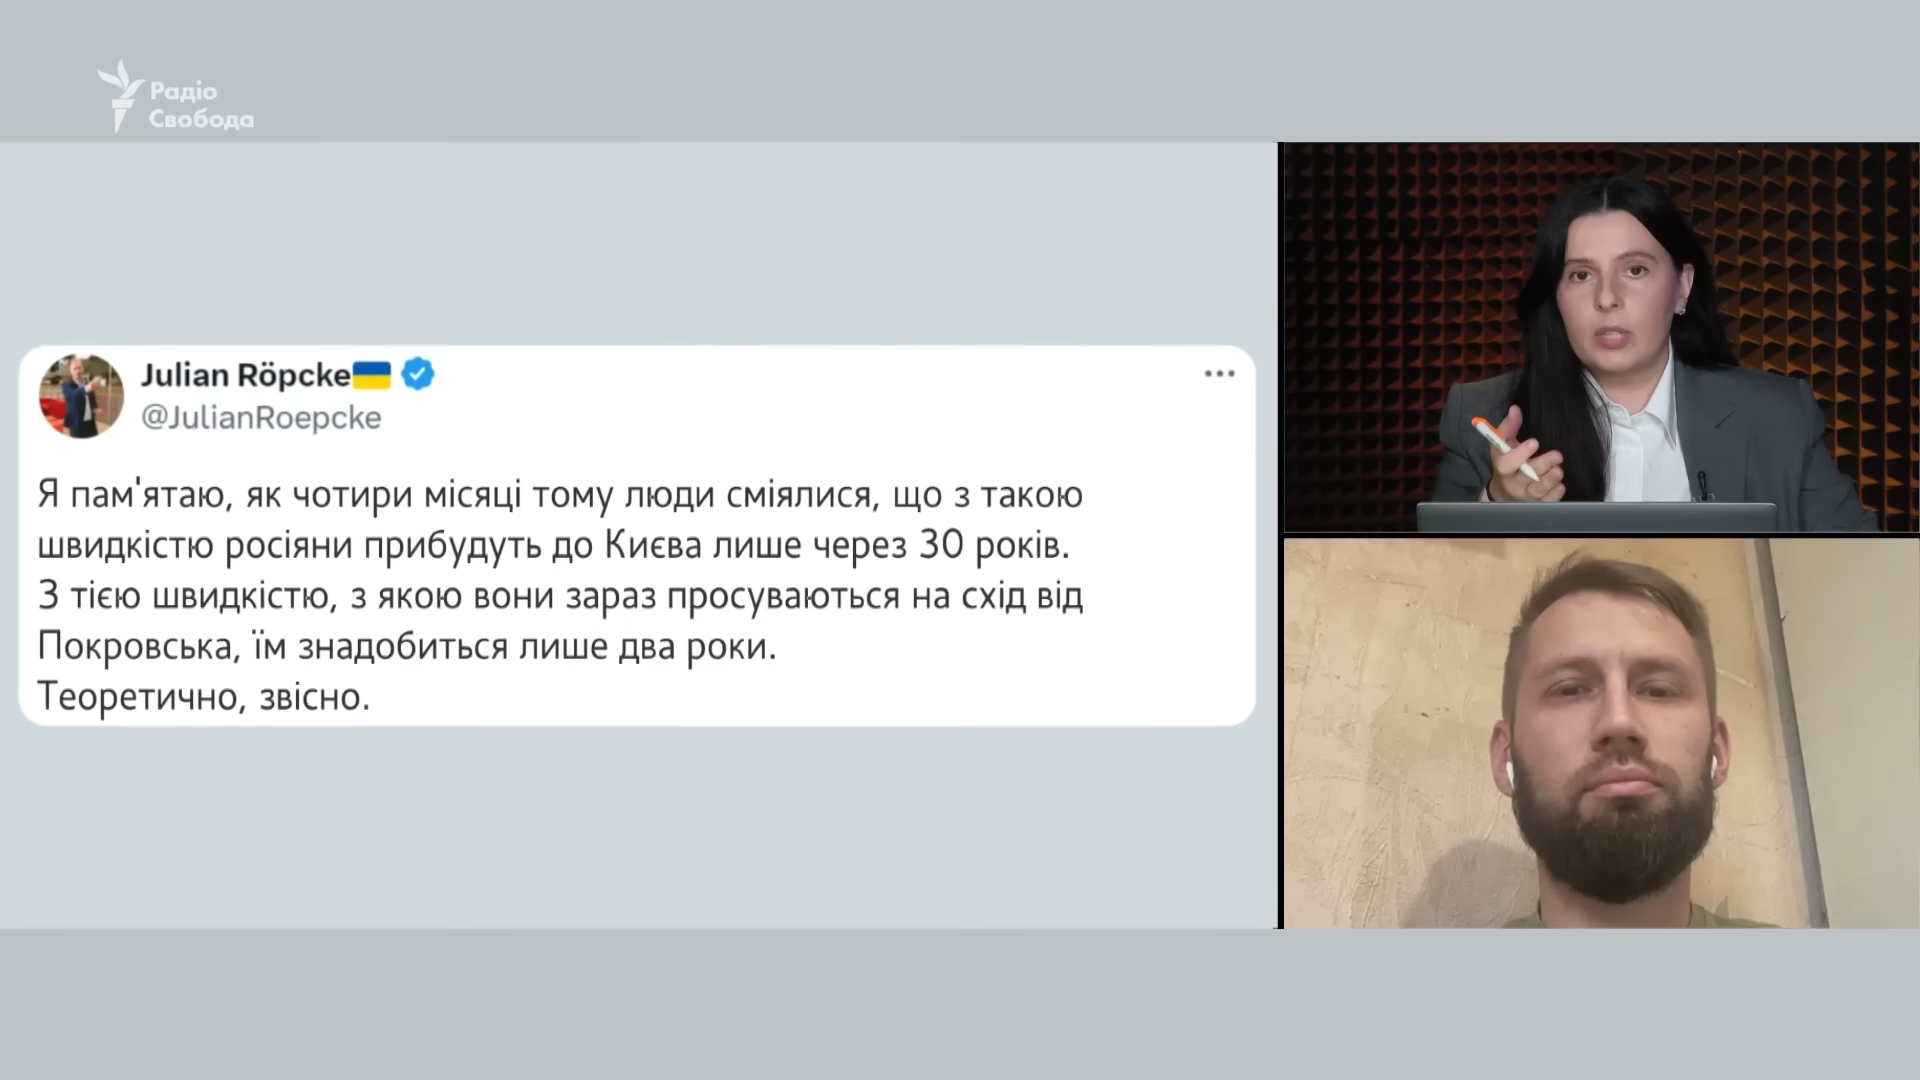 Радіо
Свобода
Julian Röpcke🇺🇦
@JulianRoepcke
Я пам'ятаю, як чотири місяці тому люди сміялися, що з такою
швидкістю росіяни прибудуть до Києва лише через 30 років.
З тією швидкістю, з якою вони зараз просуваються на схід від
Покровська, їм знадобиться лише два роки.
Теоретично, звісно.